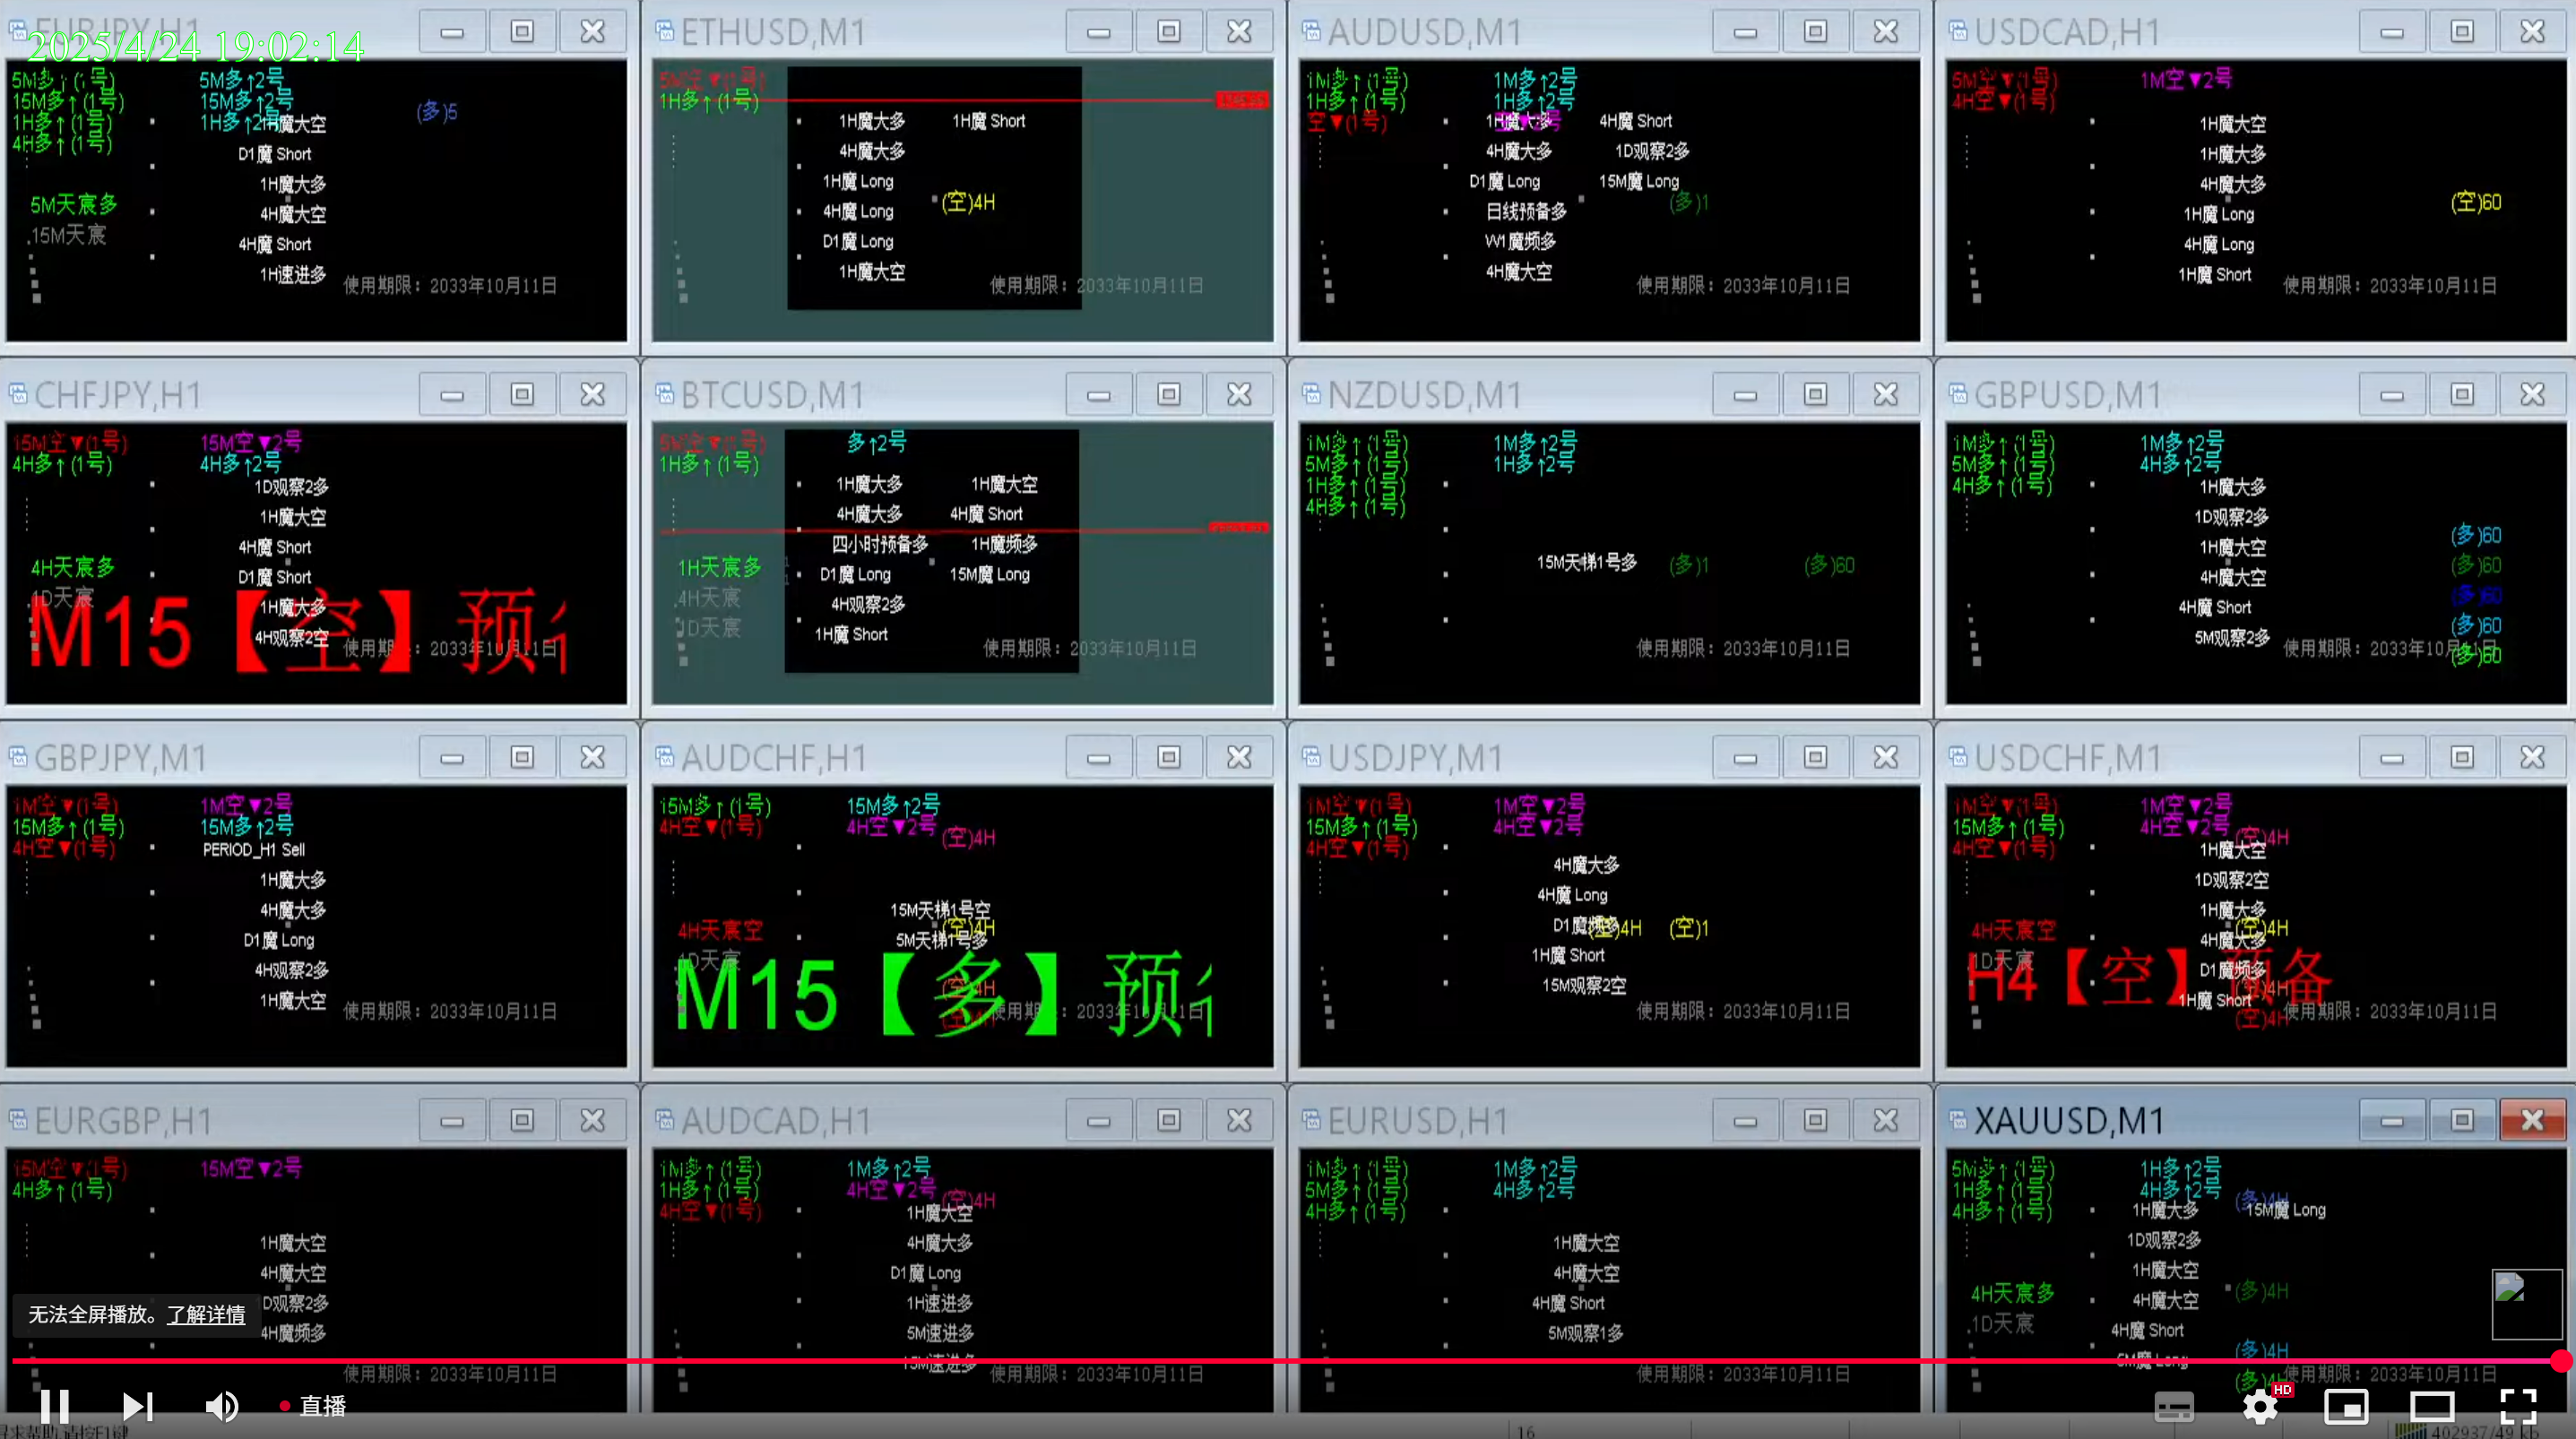 EURJPY,H1
2025/4/24 19:02:14
5M多↑(1号) 5M多↑2号
15M多↑(1号) 15M多↑2号
1H多↑(1号) 1H多↑2号
4H多↑(1号)
1H魔大空 (多)5
D1魔 Short
1H魔大多
5M天宸多
4H魔大空
.15M天宸
4H魔 Short
1H速进多
使用期限：2033年10月11日
ETHUSD,M1
5M空▼(1号)
1H多↑(1号)
1H魔大多 1H魔 Short
4H魔大多
1H魔 Long
(空)4H
4H魔 Long
D1魔 Long
1H魔大空
使用期限：2033年10月11日
AUDUSD,M1
1M多↑(1号) 1M多↑2号
1H多↑(1号) 1H多↑2号
空▼(1号)
1H魔大多 4H魔 Short
4H魔大多 1D观察2多
D1魔 Long 15M魔 Long
(多)1
日线预备多
W1魔频多
4H魔大空
使用期限：2033年10月11日
USDCAD,H1
5M空▼(1号) 1M空▼2号
4H空▼(1号)
1H魔大空
1H魔大多
4H魔大多
(空)60
1H魔 Long
4H魔 Long
1H魔 Short
使用期限：2033年10月11日
CHFJPY,H1
15M空▼(1号) 15M空▼2号
4H多↑(1号) 4H多↑2号
1D观察2多
1H魔大空
4H魔 Short
4H天宸多
D1魔 Short
.1D天宸
1H魔大多
M15【空】预
4H观察2空
使用期 ：2033年10月11日
BTCUSD,M1
5M空▼(1号) 多↑2号
1H多↑(1号)
1H魔大多 1H魔大空
4H魔大多 4H魔 Short
四小时预备多 1H魔频多
1H天宸多
D1魔 Long 15M魔 Long
.4H天宸
4H观察2多
1D天宸
1H魔 Short
使用期限：2033年10月11日
NZDUSD,M1
1M多↑(1号) 1M多↑2号
5M多↑(1号) 1H多↑2号
1H多↑(1号)
4H多↑(1号)
15M天梯1号多 (多)1 (多)60
使用期限：2033年10月11日
GBPUSD,M1
1M多↑(1号) 1M多↑2号
5M多↑(1号) 4H多↑2号
4H多↑(1号)
1H魔大多
1D观察2多
(多)60
1H魔大空
(多)60
4H魔大空
(多)60
4H魔 Short
(多)60
5M观察2多
(多)60
使用期限：2033年10月11日
GBPJPY,M1
1M空▼(1号) 1M空▼2号
15M多↑(1号) 15M多↑2号
4H空▼(1号)
PERIOD_H1 Sell
1H魔大多
4H魔大多
D1魔 Long
4H观察2多
1H魔大空
使用期限：2033年10月11日
AUDCHF,H1
15M多↑(1号) 15M多↑2号
4H空▼(1号) 4H空▼2号
(空)4H
15M天梯1号空
(空)4H
4H天宸空
5M天梯1号多
.1D天宸
M15【多】预
(空)4H
使用期 ：2033年10月11日
USDJPY,M1
1M空▼(1号) 1M空▼2号
15M多↑(1号) 4H空▼2号
4H空▼(1号)
4H魔大多
4H魔 Long
D1魔频多
(空)4H (空)1
1H魔 Short
15M观察2空
使用期限：2033年10月11日
USDCHF,M1
1M空▼(1号) 1M空▼2号
15M多↑(1号) 4H空▼2号
4H空▼(1号)
(空)4H
1H魔大空
1D观察2空
1H魔大多
(空)4H
4H天宸空
4H魔大多
.1D天宸
D1魔频多
H4【空】预备
1H魔 Short
(空)4H
使用期限：2033年10月11日
EURGBP,H1
15M空▼(1号) 15M空▼2号
4H多↑(1号)
1H魔大空
4H魔大空
D观察2多
4H魔频多
使用期限：2033年10月11日
AUDCAD,H1
1M多↑(1号) 1M多↑2号
1H多↑(1号) 4H空▼2号
4H空▼(1号)
(空)4H
1H魔大空
4H魔大多
D1魔 Long
1H速进多
5M速进多
15M速进多
使用期限：2033年10月11日
EURUSD,H1
1M多↑(1号) 1M多↑2号
5M多↑(1号) 4H多↑2号
4H多↑(1号)
1H魔大空
4H魔大空
4H魔 Short
5M观察1多
使用期限：2033年10月11日
XAUUSD,M1
5M多↑(1号) 1H多↑2号
1H多↑(1号) 4H多↑2号
4H多↑(1号)
(多)4H
1H魔大多 15M魔 Long
1D观察2多
1H魔大空
4H天宸多 (多)4H
4H魔大空
.1D天宸
4H魔 Short
(多)4H
5M魔 Long
使用期限：2033年10月11日
无法全屏播放。了解详情
直播
HD
寻求帮助,请按F1键
16
402937/49 kb